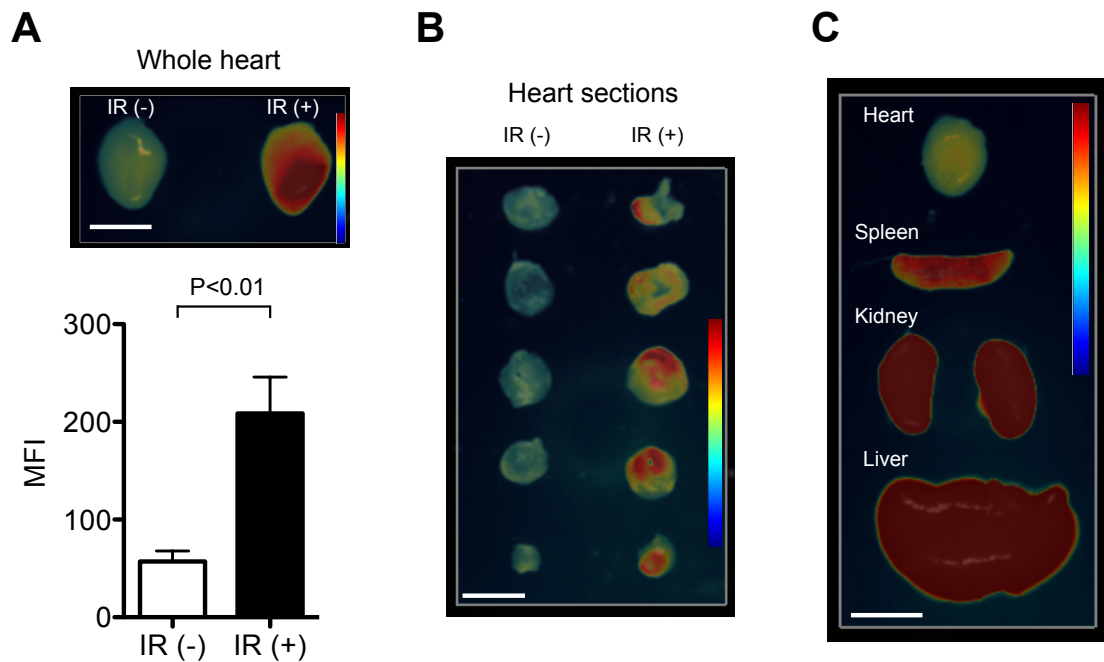 A
Whole heart
IR (-) IR (+)
P<0.01
300
200
100
0
MFI
IR (-) IR (+)
B
Heart sections
IR (-) IR (+)
C
Heart
Spleen
Kidney
Liver